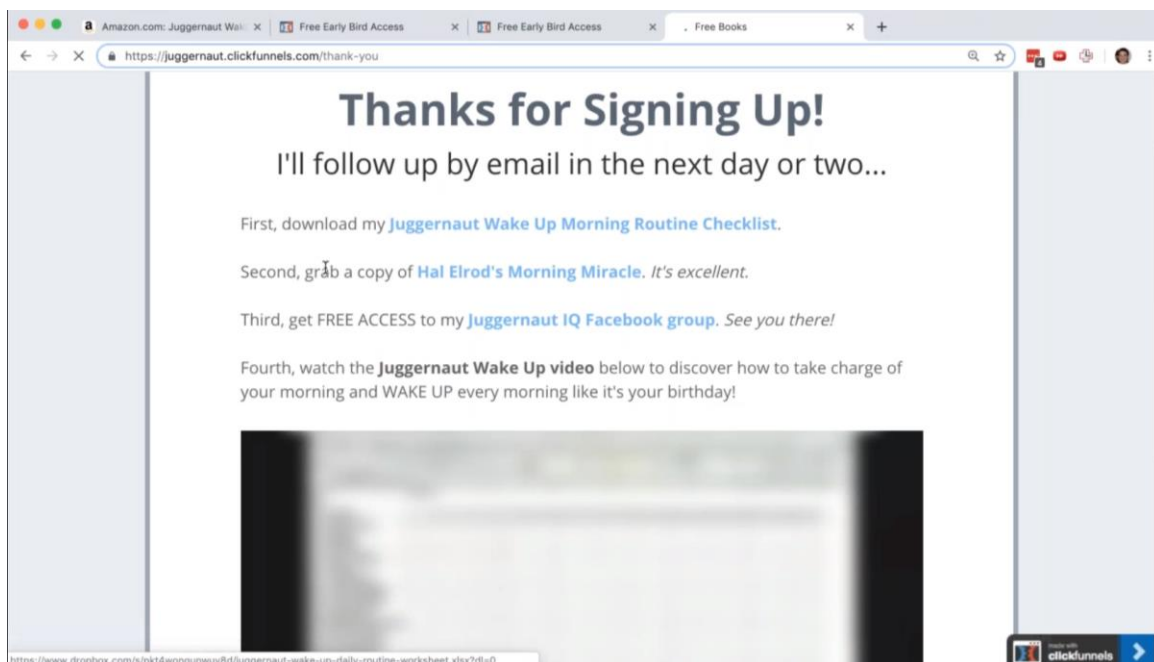 Amazon.com: Juggernaut Wak
Free Early Bird Access
Free Early Bird Access
Free Books
https://juggernaut.clickfunnels.com/thank-you
4
Thanks for Signing Up!
I'll follow up by email in the next day or two...
First, download my Juggernaut Wake Up Morning Routine Checklist.
Second, grab a copy of Hal Elrod's Morning Miracle. It's excellent.
Third, get FREE ACCESS to my Juggernaut IQ Facebook group. See you there!
Fourth, watch the Juggernaut Wake Up video below to discover how to take charge of
your morning and WAKE UP every morning like it's your birthday!
made with
clickfunnels